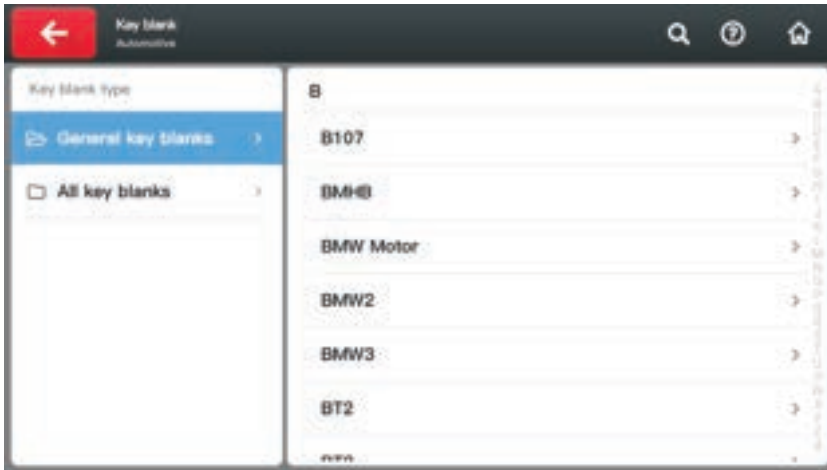 Key blank
Automotive
Key blank type
General key blanks
All key blanks
B
B107
BMHB
BMW Motor
BMW2
BMW3
BT2